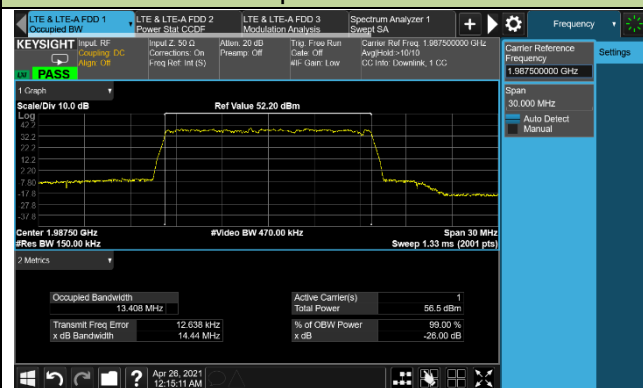 LTE & LTE-A FDD 1
Occupied BW
LTE & LTE-A FDD 2
Power Stat CCDF
LTE & LTE-A FDD 3
Modulation Analysis
Spectrum Analyzer 1
Swept SA
Frequency
KEYSIGHT
Input: RF
Coupling: DC
Align: Off
Input Z: 50 Ω
Corrections: On
Freq Ref: Int (S)
Atten: 20 dB
Preamp: Off
Trig: Free Run
Gate: Off
#IF Gain: Low
Carrier Ref Freq: 1.987500000 GHz
Avg|Hold:>10/10
CC Info: Downlink, 1 CC
LM
PASS
Carrier Reference
Frequency
1.987500000 GHz
Settings
Span
30.000 MHz
Auto Detect
Manual
1 Graph
Scale/Div 10.0 dB
Ref Value 52.20 dBm
Log
42.2
32.2
22.2
12.2
2.20
-7.80
-17.8
-27.8
-37.8
Center 1.98750 GHz
#Video BW 470.00 kHz
Span 30 MHz
#Res BW 150.00 kHz
Sweep 1.33 ms (2001 pts)
2 Metrics
Occupied Bandwidth
13.408 MHz
Active Carrier(s) 1
Total Power 56.5 dBm
Transmit Freq Error 12.638 kHz
x dB Bandwidth 14.44 MHz
% of OBW Power 99.00 %
x dB -26.00 dB
Apr 26, 2021
12:15:11 AM